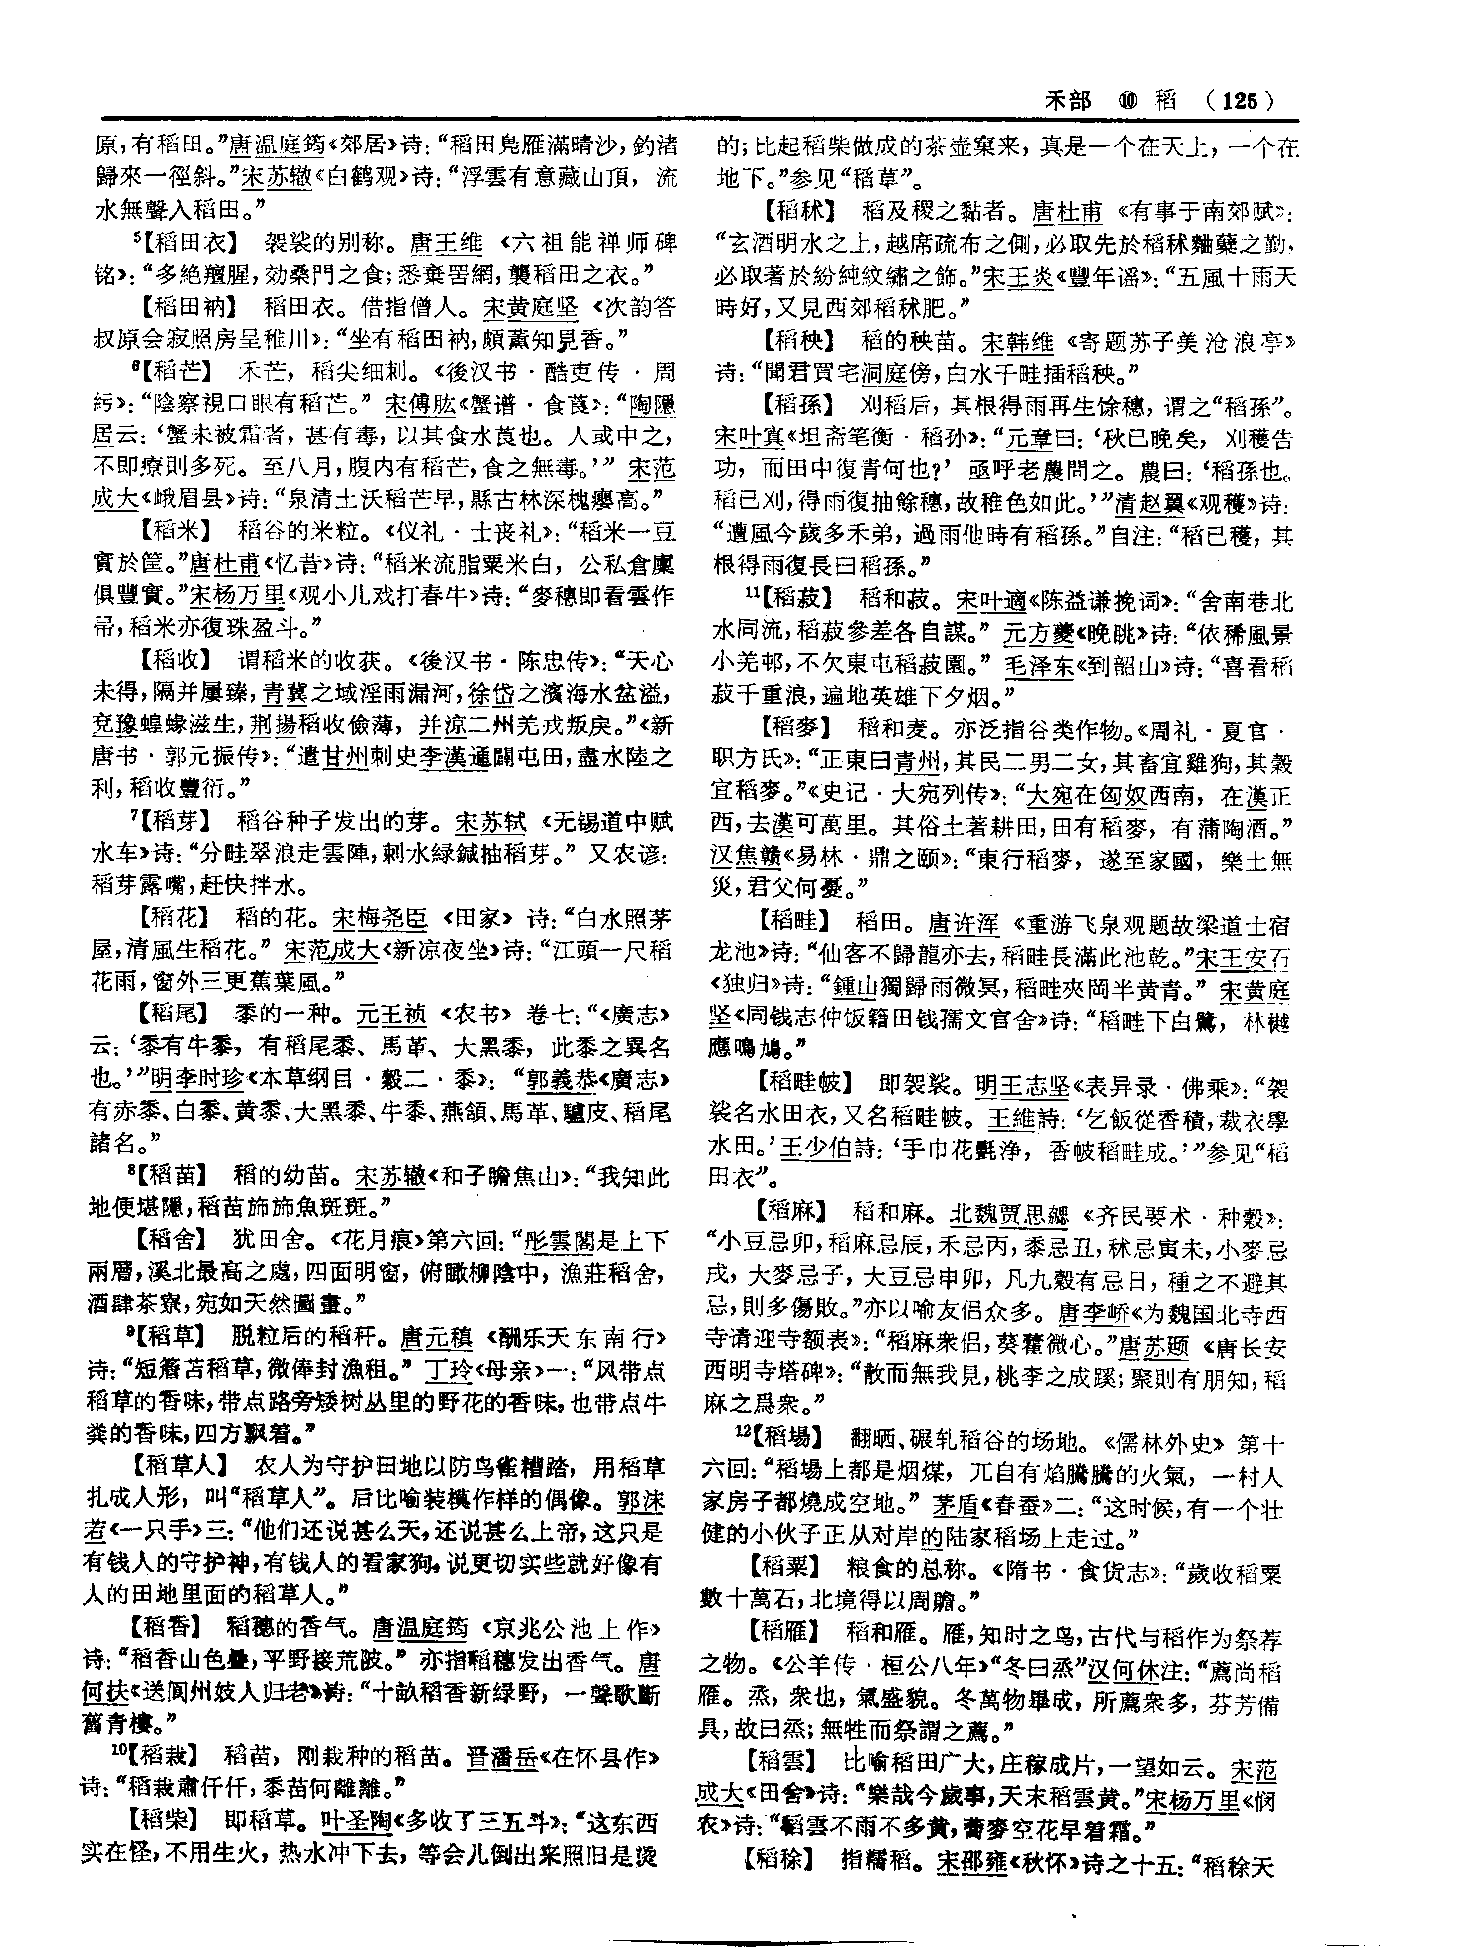 禾部 ⑩ 稻 （125）
原，有稻田。”唐温庭筠《郊居》诗：“稻田凫雁滿晴沙，釣渚
歸來一徑斜。”宋苏辙《白鹤观》诗：“浮雲有意藏山頂，流
水無聲入稻田。”
⁵【稻田衣】 袈裟的别称。唐王维《六祖能禅师碑
铭》：“多絶羶腥，効桑門之食；悉棄罟網，襲稻田之衣。”
【稻田衲】 稻田衣。借指僧人。宋黄庭坚《次韵答
叔原会寂照房呈稚川》：“坐有稻田衲，頗薰知見香。”
⁶【稻芒】 禾芒，稻尖细刺。《後汉书·酷吏传·周
䊸》：“陰察視口眼有稻芒。”宋傅肱《蟹谱·食莨》：“陶隱
居云：‘蟹未被霜者，甚有毒，以其食水莨也。人或中之，
不即療則多死。至八月，腹内有稻芒，食之無毒。’”宋范
成大《峨眉县》诗：“泉清土沃稻芒早，縣古林深槐癭高。”
【稻米】 稻谷的米粒。《仪礼·士丧礼》：“稻米一豆
實於筐。”唐杜甫《忆昔》诗：“稻米流脂粟米白，公私倉廩
俱豐實。”宋杨万里《观小儿戏打春牛》诗：“麥穗即看雲作
帚，稻米亦復珠盈斗。”
【稻收】 谓稻米的收获。《後汉书·陈忠传》：“天心
未得，隔并屢臻，青冀之域淫雨漏河，徐岱之濱海水盆溢，
兗豫蝗蝝滋生，荆揚稻收儉薄，并凉二州羌戎叛戾。”《新
唐书·郭元振传》：“遣甘州刺史李漢通闢屯田，盡水陸之
利，稻收豐衍。”
⁷【稻芽】 稻谷种子发出的芽。宋苏轼《无锡道中赋
水车》诗：“分畦翠浪走雲陣，刺水緑鍼抽稻芽。”又农谚：
稻芽露嘴，赶快拌水。
【稻花】 稻的花。宋梅尧臣《田家》诗：“白水照茅
屋，清風生稻花。”宋范成大《新凉夜坐》诗：“江頭一尺稻
花雨，窗外三更蕉葉風。”
【稻尾】 黍的一种。元王祯《农书》卷七：“《廣志》
云：‘黍有牛黍，有稻尾黍、馬革、大黑黍，此黍之異名
也。’”明李时珍《本草纲目·穀二·黍》：“郭義恭《廣志》
有赤黍、白黍、黄黍、大黑黍、牛黍、燕頷、馬革、驢皮、稻尾
諸名。”
⁸【稻苗】 稻的幼苗。宋苏辙《和子瞻焦山》：“我知此
地便堪隱，稻苗旆旆魚斑斑。”
【稻舍】 犹田舍。《花月痕》第六回：“彤雲閣是上下
兩層，溪北最高之處，四面明窗，俯瞰柳陰中，漁莊稻舍，
酒肆茶寮，宛如天然圖畫。”
⁹【稻草】 脱粒后的稻秆。唐元稹《酬乐天东南行》
诗：“短簷苫稻草，微俸封漁租。”丁玲《母亲》一：“风带点
稻草的香味，带点路旁矮树丛里的野花的香味，也带点牛
粪的香味，四方飘着。”
【稻草人】 农人为守护田地以防鸟雀糟踏，用稻草
扎成人形，叫“稻草人”。后比喻装模作样的偶像。郭沫
若《一只手》三：“他们还说甚么天，还说甚么上帝，这只是
有钱人的守护神，有钱人的看家狗，说更切实些就好像有
人的田地里面的稻草人。”
【稻香】 稻穗的香气。唐温庭筠《京兆公池上作》
诗：“稻香山色疊，平野接荒陂。”亦指稻穗发出香气。唐
何扶《送阆州妓人归老》诗：“十畝稻香新绿野，一聲歌斷
舊青樓。”
¹⁰【稻栽】 稻苗，刚栽种的稻苗。晋潘岳《在怀县作》
诗：“稻栽肅仟仟，黍苗何離離。”
【稻柴】 即稻草。叶圣陶《多收了三五斗》：“这东西
实在怪，不用生火，热水冲下去，等会儿倒出来照旧是烫
的；比起稻柴做成的茶壶窠来，真是一个在天上，一个在
地下。”参见“稻草”。
【稻秫】 稻及稷之黏者。唐杜甫《有事于南郊赋》：
“玄酒明水之上，越席疏布之側，必取先於稻秫麴蘖之勤，
必取著於紛純紋繡之飾。”宋王炎《豐年谣》：“五風十雨天
時好，又見西郊稻秫肥。”
【稻秧】 稻的秧苗。宋韩维《寄题苏子美沧浪亭》
诗：“聞君買宅洞庭傍，白水千畦插稻秧。”
【稻孫】 刈稻后，其根得雨再生馀穗，谓之“稻孫”。
宋叶寘《坦斋笔衡·稻孙》：“元章曰：‘秋已晚矣，刈穫告
功，而田中復青何也？’亟呼老農問之。農曰：‘稻孫也。
稻已刈，得雨復抽餘穗，故稚色如此。’”清赵翼《观穫》诗：
“遭風今歲多禾弟，過雨他時有稻孫。”自注：“稻已穫，其
根得雨復長曰稻孫。”
¹¹【稻菽】 稻和菽。宋叶適《陈益谦挽词》：“舍南巷北
水同流，稻菽參差各自謀。”元方夔《晚眺》诗：“依稀風景
小羌邨，不欠東屯稻菽園。”毛泽东《到韶山》诗：“喜看稻
菽千重浪，遍地英雄下夕烟。”
【稻麥】 稻和麦。亦泛指谷类作物。《周礼·夏官·
职方氏》：“正東曰青州，其民二男二女，其畜宜雞狗，其穀
宜稻麥。”《史记·大宛列传》：“大宛在匈奴西南，在漢正
西，去漢可萬里。其俗土著耕田，田有稻麥，有蒲陶酒。”
汉焦赣《易林·鼎之颐》：“東行稻麥，遂至家國，樂土無
災，君父何憂。”
【稻畦】 稻田。唐许浑《重游飞泉观题故梁道士宿
龙池》诗：“仙客不歸龍亦去，稻畦長滿此池乾。”宋王安石
《独归》诗：“鍾山獨歸雨微冥，稻畦夾岡半黄青。”宋黄庭
坚《同钱志仲饭籍田钱孺文官舍》诗：“稻畦下白鷺，林樾
應鳴鳩。”
【稻畦帔】 即袈裟。明王志坚《表异录·佛乘》：“袈
裟名水田衣，又名稻畦帔。王維詩：‘乞飯從香積，裁衣學
水田。’王少伯詩：‘手巾花氎浄，香帔稻畦成。’”参见“稻
田衣”。
【稻麻】 稻和麻。北魏贾思勰《齐民要术·种穀》：
“小豆忌卯，稻麻忌辰，禾忌丙，黍忌丑，秫忌寅未，小麥忌
戌，大麥忌子，大豆忌申卯，凡九穀有忌日，種之不避其
忌，則多傷敗。”亦以喻友侣众多。唐李峤《为魏国北寺西
寺请迎寺额表》：“稻麻衆侣，葵藿微心。”唐苏颋《唐长安
西明寺塔碑》：“散而無我見，桃李之成蹊；聚則有朋知，稻
麻之爲衆。”
¹²【稻場】 翻晒、碾轧稻谷的场地。《儒林外史》第十
六回：“稻場上都是烟煤，兀自有焰騰騰的火氣，一村人
家房子都燒成空地。”茅盾《春蚕》二：“这时候，有一个壮
健的小伙子正从对岸的陆家稻场上走过。”
【稻粟】 粮食的总称。《隋书·食货志》：“歲收稻粟
數十萬石，北境得以周贍。”
【稻雁】 稻和雁。雁，知时之鸟，古代与稻作为祭荐
之物。《公羊传·桓公八年》“冬曰烝”汉何休注：“薦尚稻
雁。烝，衆也，氣盛貌。冬萬物畢成，所薦衆多，芬芳備
具，故曰烝；無牲而祭謂之薦。”
【稻雲】 比喻稻田广大，庄稼成片，一望如云。宋范
成大《田舍》诗：“樂哉今歲事，天末稻雲黄。”宋杨万里《悯
农》诗：“稻雲不雨不多黄，蕎麥空花早着霜。”
【稻稌】 指糯稻。宋邵雍《秋怀》诗之十五：“稻稌天